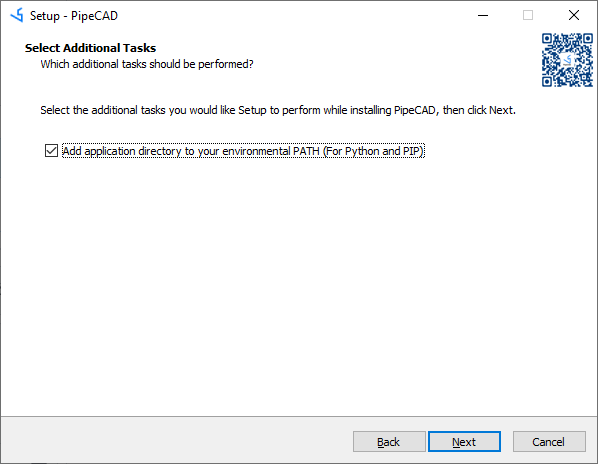 Setup - PipeCAD
Select Additional Tasks
Which additional tasks should be performed?
Select the additional tasks you would like Setup to perform while installing PipeCAD, then click Next.
Add application directory to your environmental PATH (For Python and PIP)
Back
Next
Cancel